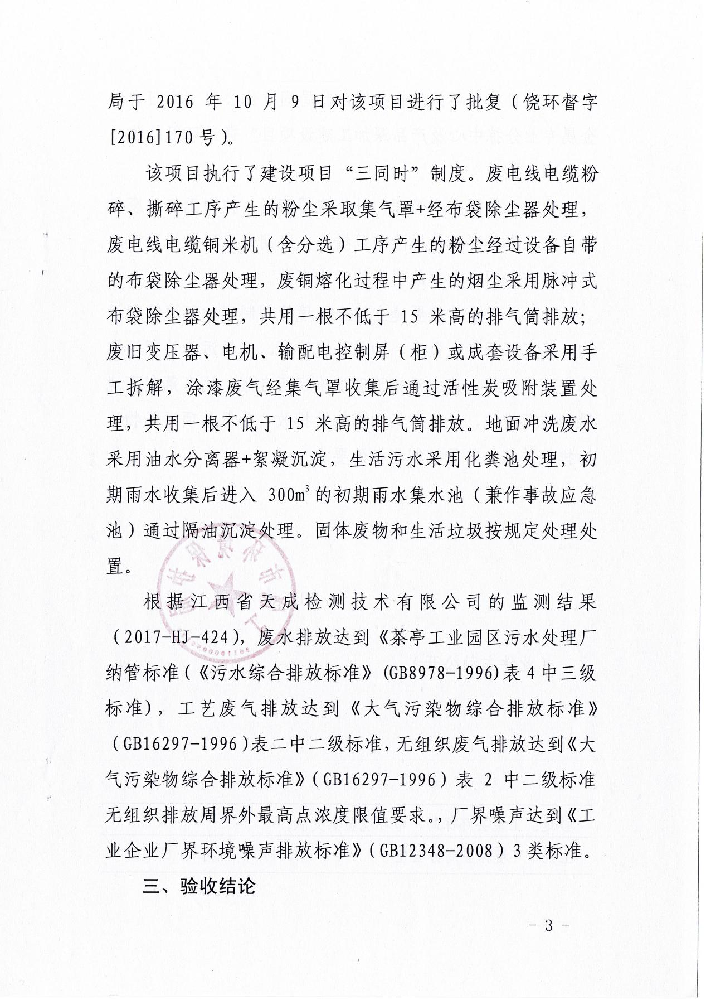 局于 2016 年 10 月 9 日对该项目进行了批复（饶环督字
[2016]170号）。
该项目执行了建设项目“三同时”制度。废电线电缆粉
碎、撕碎工序产生的粉尘采取集气罩+经布袋除尘器处理，
废电线电缆铜米机（含分选）工序产生的粉尘经过设备自带
的布袋除尘器处理，废铜熔化过程中产生的烟尘采用脉冲式
布袋除尘器处理，共用一根不低于 15 米高的排气筒排放；
废旧变压器、电机、输配电控制屏（柜）或成套设备采用手
工拆解，涂漆废气经集气罩收集后通过活性炭吸附装置处
理，共用一根不低于 15 米高的排气筒排放。地面冲洗废水
采用油水分离器+絮凝沉淀，生活污水采用化粪池处理，初
期雨水收集后进入 300m³的初期雨水集水池（兼作事故应急
池）通过隔油沉淀处理。固体废物和生活垃圾按规定处理处
置。
根据江西省天成检测技术有限公司的监测结果
（2017-HJ-424），废水排放达到《茶亭工业园区污水处理厂
纳管标准（《污水综合排放标准》(GB8978-1996)表4中三级
标准），工艺废气排放达到《大气污染物综合排放标准》
（GB16297-1996）表二中二级标准，无组织废气排放达到《大
气污染物综合排放标准》（GB16297-1996）表 2 中二级标准
无组织排放周界外最高点浓度限值要求。，厂界噪声达到《工
业企业厂界环境噪声排放标准》（GB12348-2008）3类标准。
三、验收结论
- 3 -